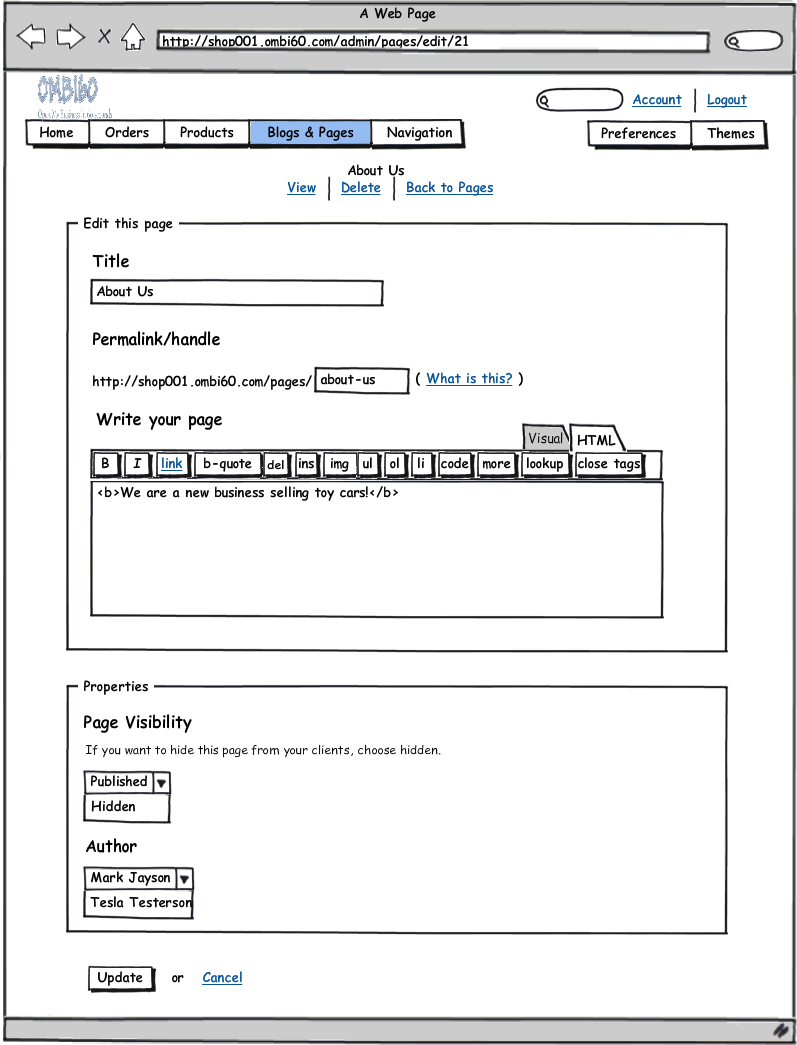 A Web Page
http://shop001.ombi60.com/admin/pages/edit/21
OMBI60
Account Logout
Home Orders Products Blogs & Pages Navigation Preferences Themes
About Us
View Delete Back to Pages
Edit this page
Title
About Us
Permalink/handle
http://shop001.ombi60.com/pages/ about-us ( What is this? )
Write your page
Visual HTML
B I link b-quote del ins img ul ol li code more lookup close tags
<b>We are a new business selling toy cars!</b>
Properties
Page Visibility
If you want to hide this page from your clients, choose hidden.
Published
Hidden
Author
Mark Jayson
Tesla Testerson
Update or Cancel